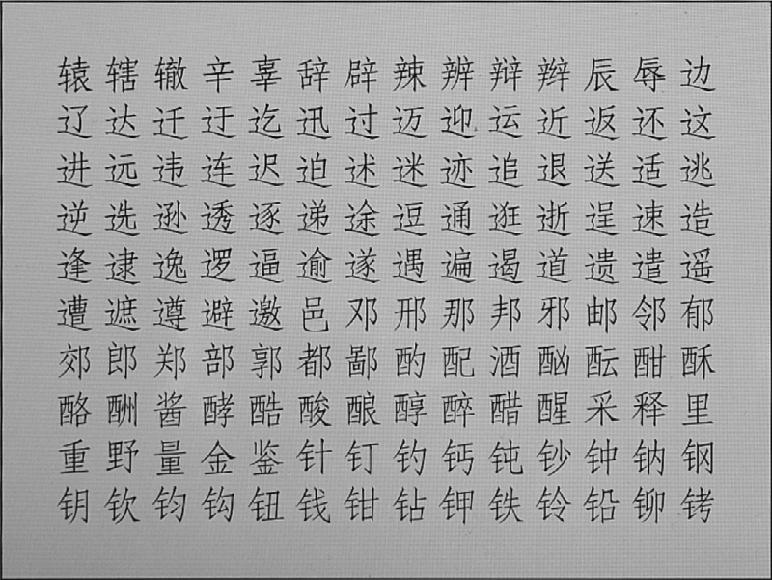 辕辖辙辛辜辞辟辣辨辩辫辰辱边
辽达迁迂迄迅过迈迎运近返还这
进远违连迟迫述迷迹追退送适逃
逆选逊透逐递途逗通逛逝逞速造
逢逮逸逻逼逾遂遇遍遏道遗遣遥
遭遮遵避邀邑邓邢那邦邪邮邻郁
郊郎郑部郭都鄙酌配酒酗酝酣酥
酪酬酱酵酷酸酿醇醉醋醒采释里
重野量金鉴针钉钓钙钝钞钟钠钢
钥钦钧钩钮钱钳钻钾铁铃铅铆铐